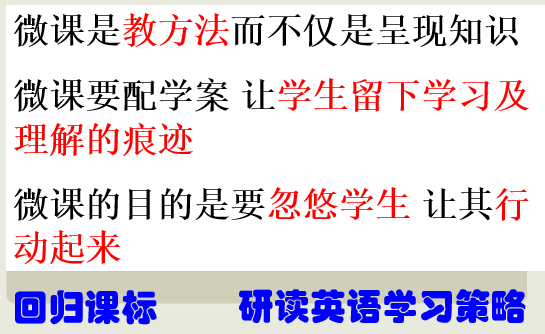 微课是教方法而不仅是呈现知识
微课要配学案 让学生留下学习及
理解的痕迹
微课的目的是要忽悠学生 让其行
动起来
回归课标 研读英语学习策略